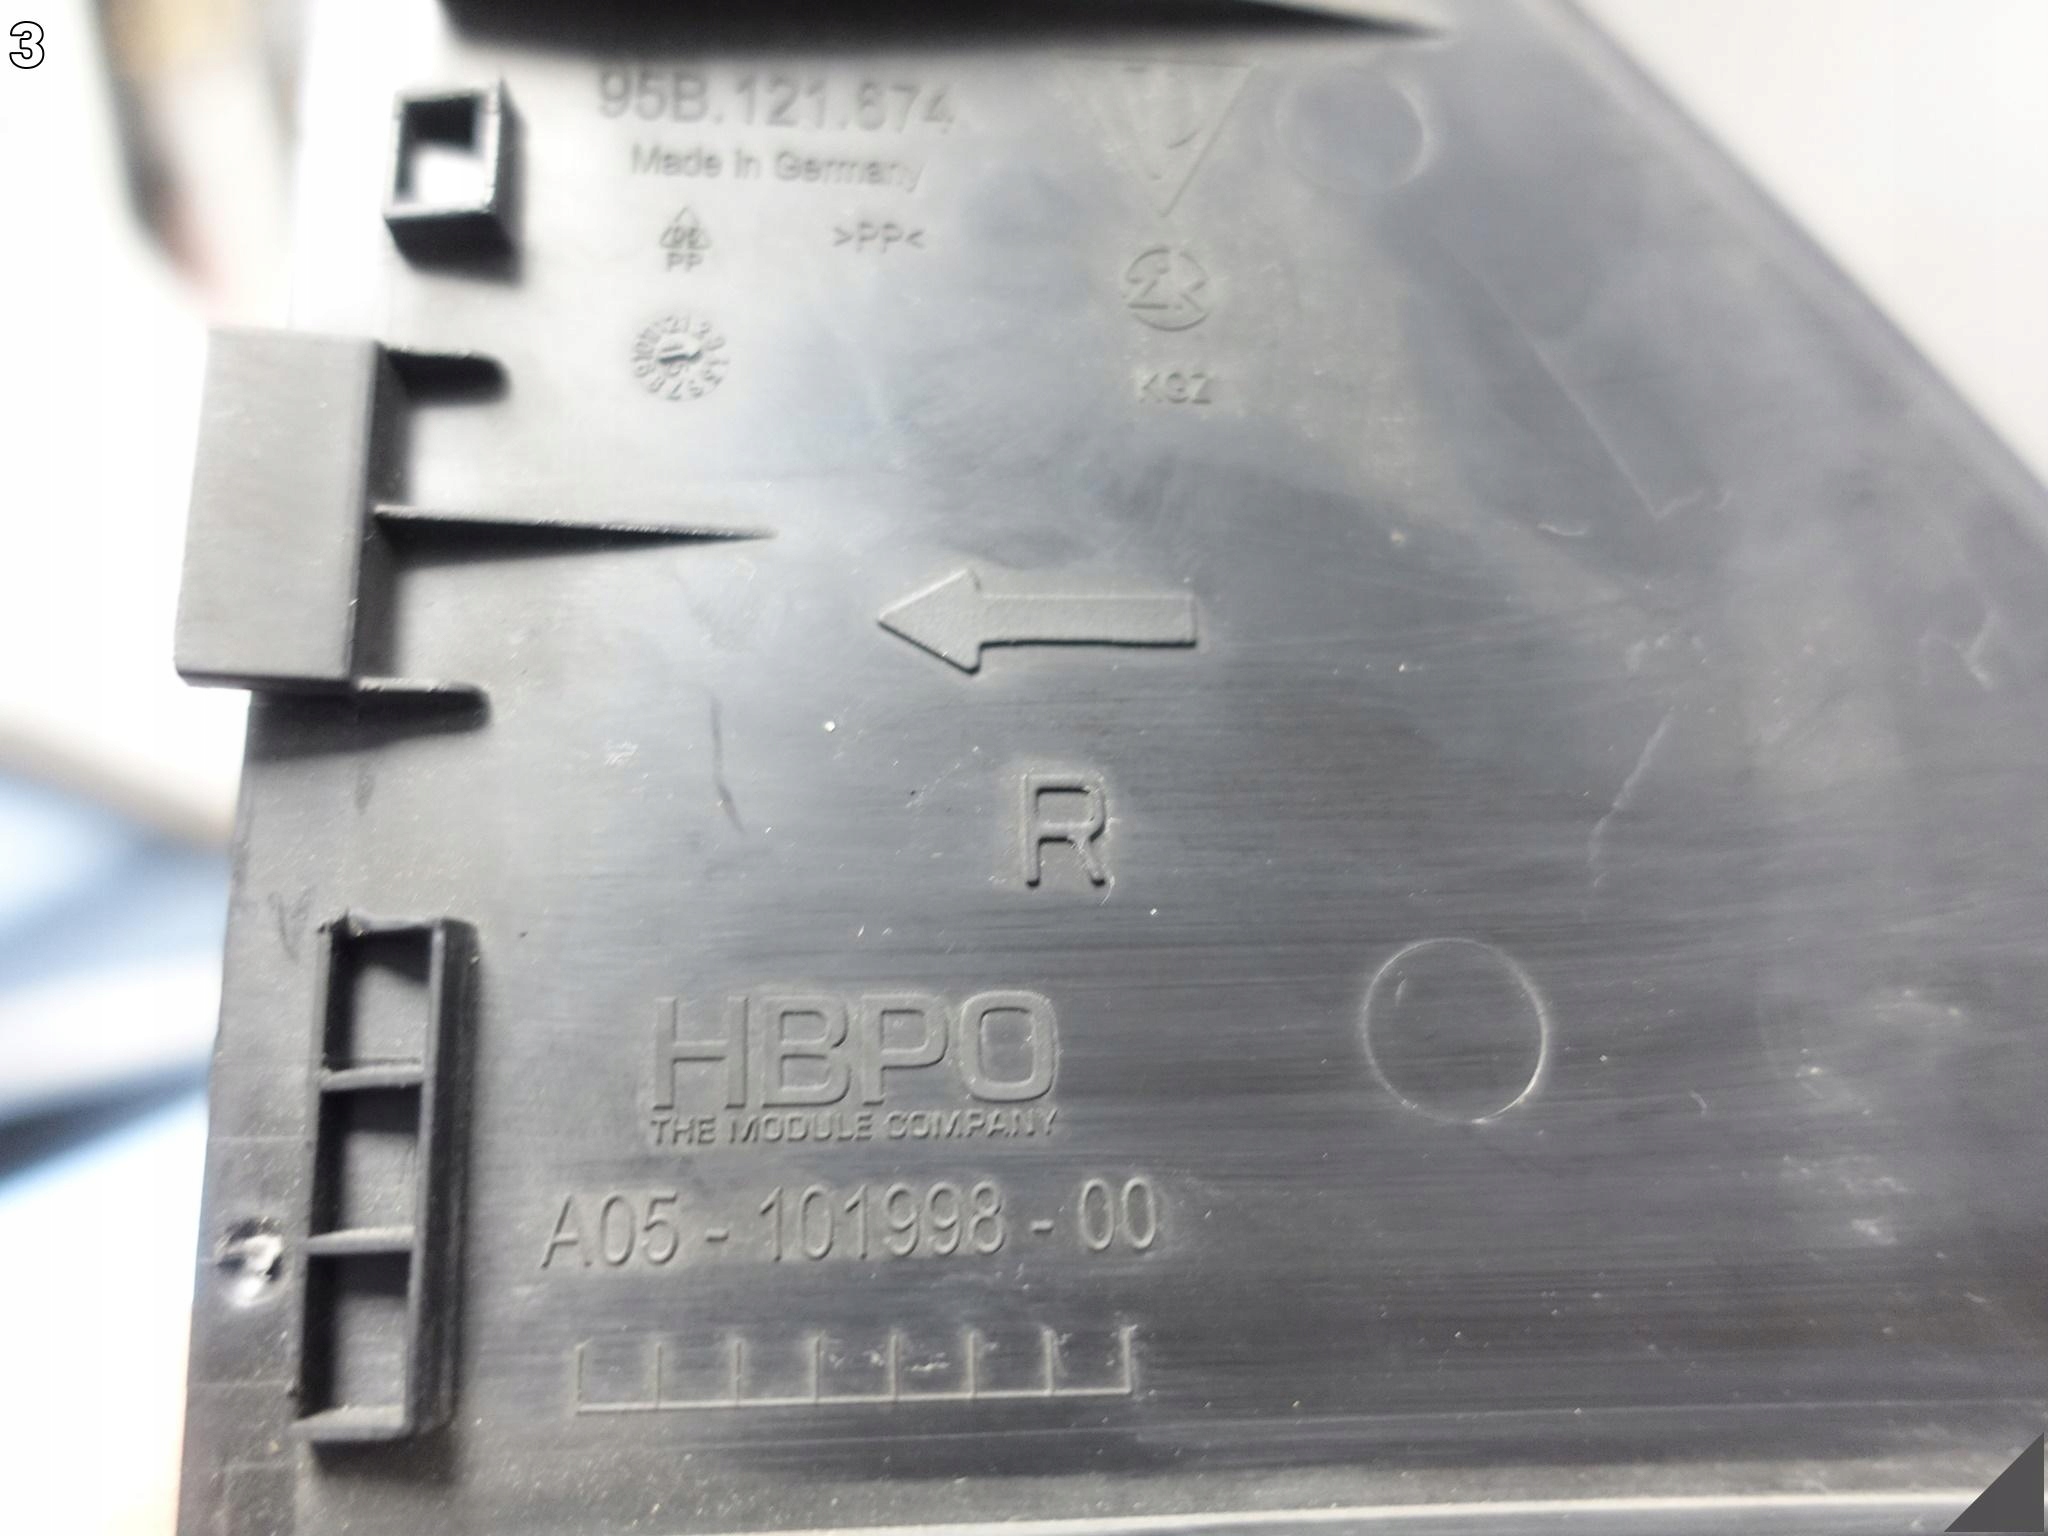 3
95B.121.674
Made in Germany
PP
>PP<
KGZ
R
HBPO
THE MODULE COMPANY
A05 - 101998 - 00